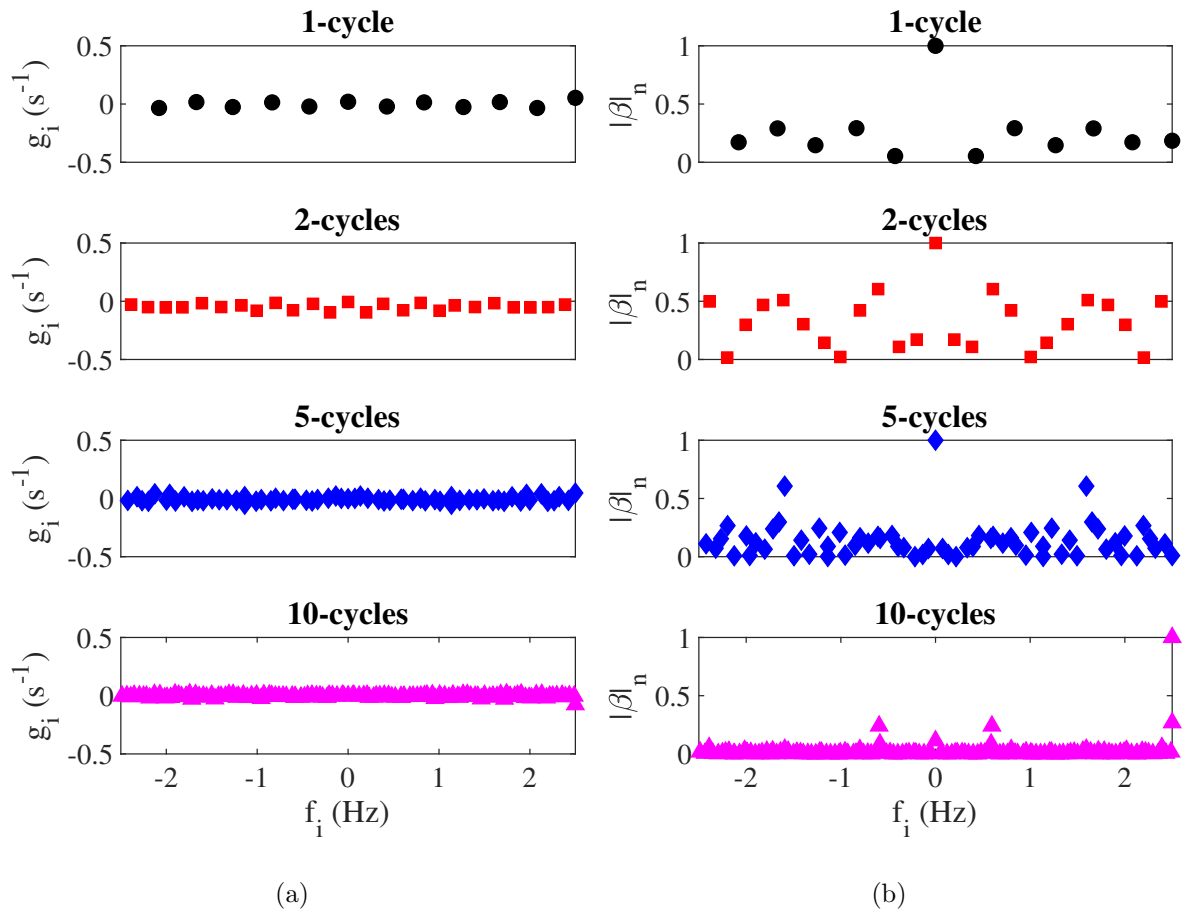 1-cycle
0.5
0
-0.5
g_i (s^-1)
2-cycles
0.5
0
-0.5
g_i (s^-1)
5-cycles
0.5
0
-0.5
g_i (s^-1)
10-cycles
0.5
0
-0.5
g_i (s^-1)
-2 -1 0 1 2
f_i (Hz)
(a)
1-cycle
1
0.5
0
|β|_n
2-cycles
1
0.5
0
|β|_n
5-cycles
1
0.5
0
|β|_n
10-cycles
1
0.5
0
|β|_n
-2 -1 0 1 2
f_i (Hz)
(b)